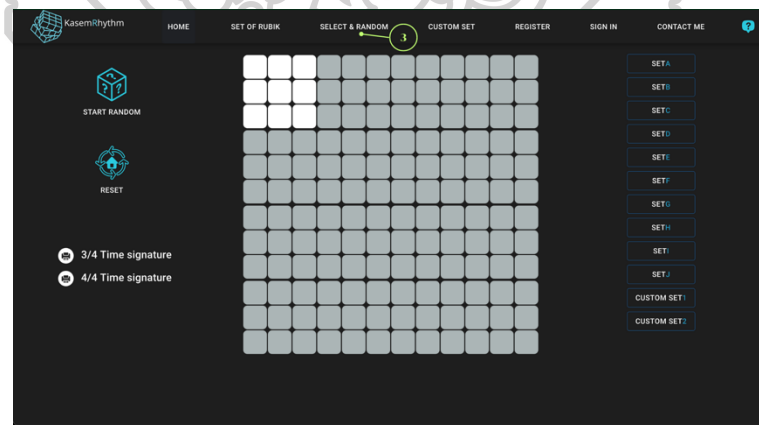 KasemRhythm
HOME
SET OF RUBIK
SELECT & RANDOM
CUSTOM SET
REGISTER
SIGN IN
CONTACT ME
?
3
START RANDOM
RESET
3/4 Time signature
4/4 Time signature
SETA
SETB
SETC
SETD
SETE
SETF
SETG
SETH
SETI
SETJ
CUSTOM SET1
CUSTOM SET2